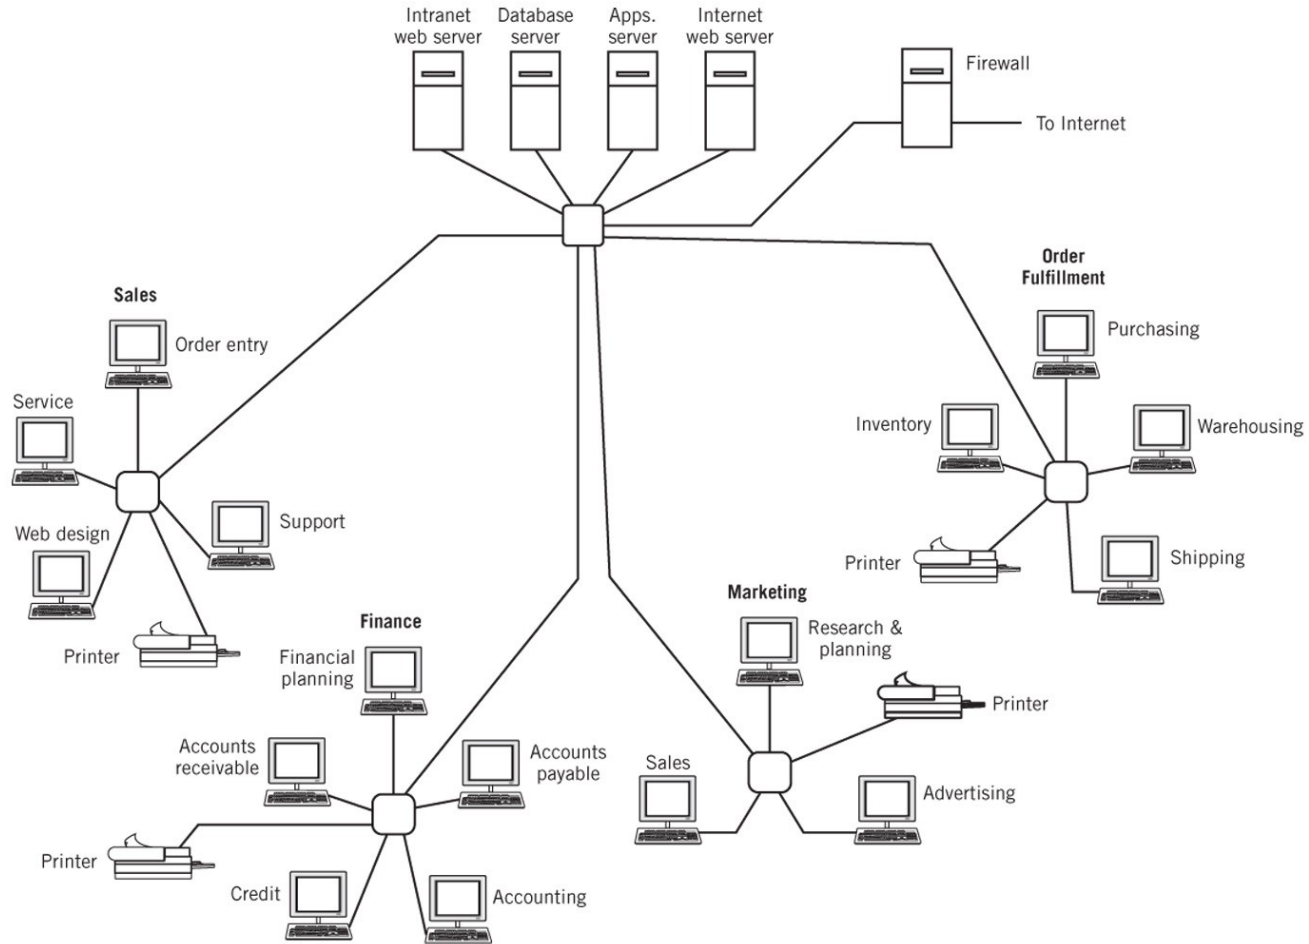 Intranet
web server
Database
server
Apps.
server
Internet
web server
Firewall
To Internet
Sales
Order entry
Service
Support
Web design
Printer
Order
Fulfillment
Purchasing
Inventory
Warehousing
Printer
Shipping
Finance
Financial
planning
Accounts
receivable
Accounts
payable
Printer
Credit
Accounting
Marketing
Research &
planning
Printer
Sales
Advertising